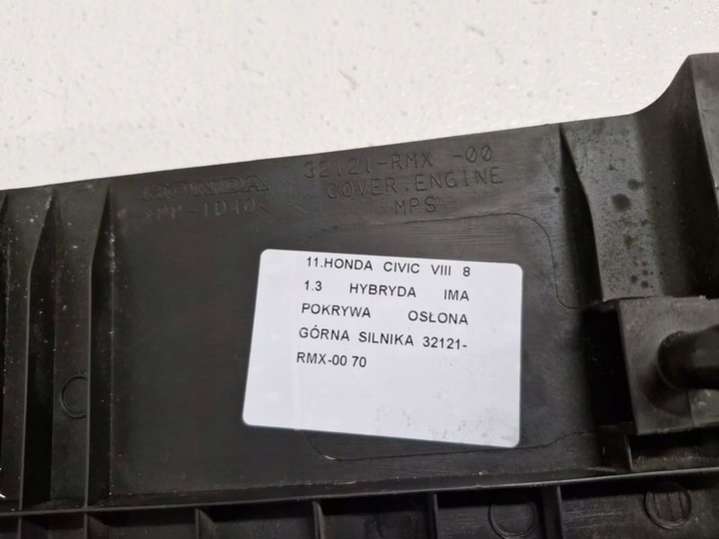 HONDA
32121-RMX -00
COVER.ENGINE
MPS
11.HONDA CIVIC VIII 8
1.3 HYBRYDA IMA
POKRYWA OSŁONA
GÓRNA SILNIKA 32121-
RMX-00 70